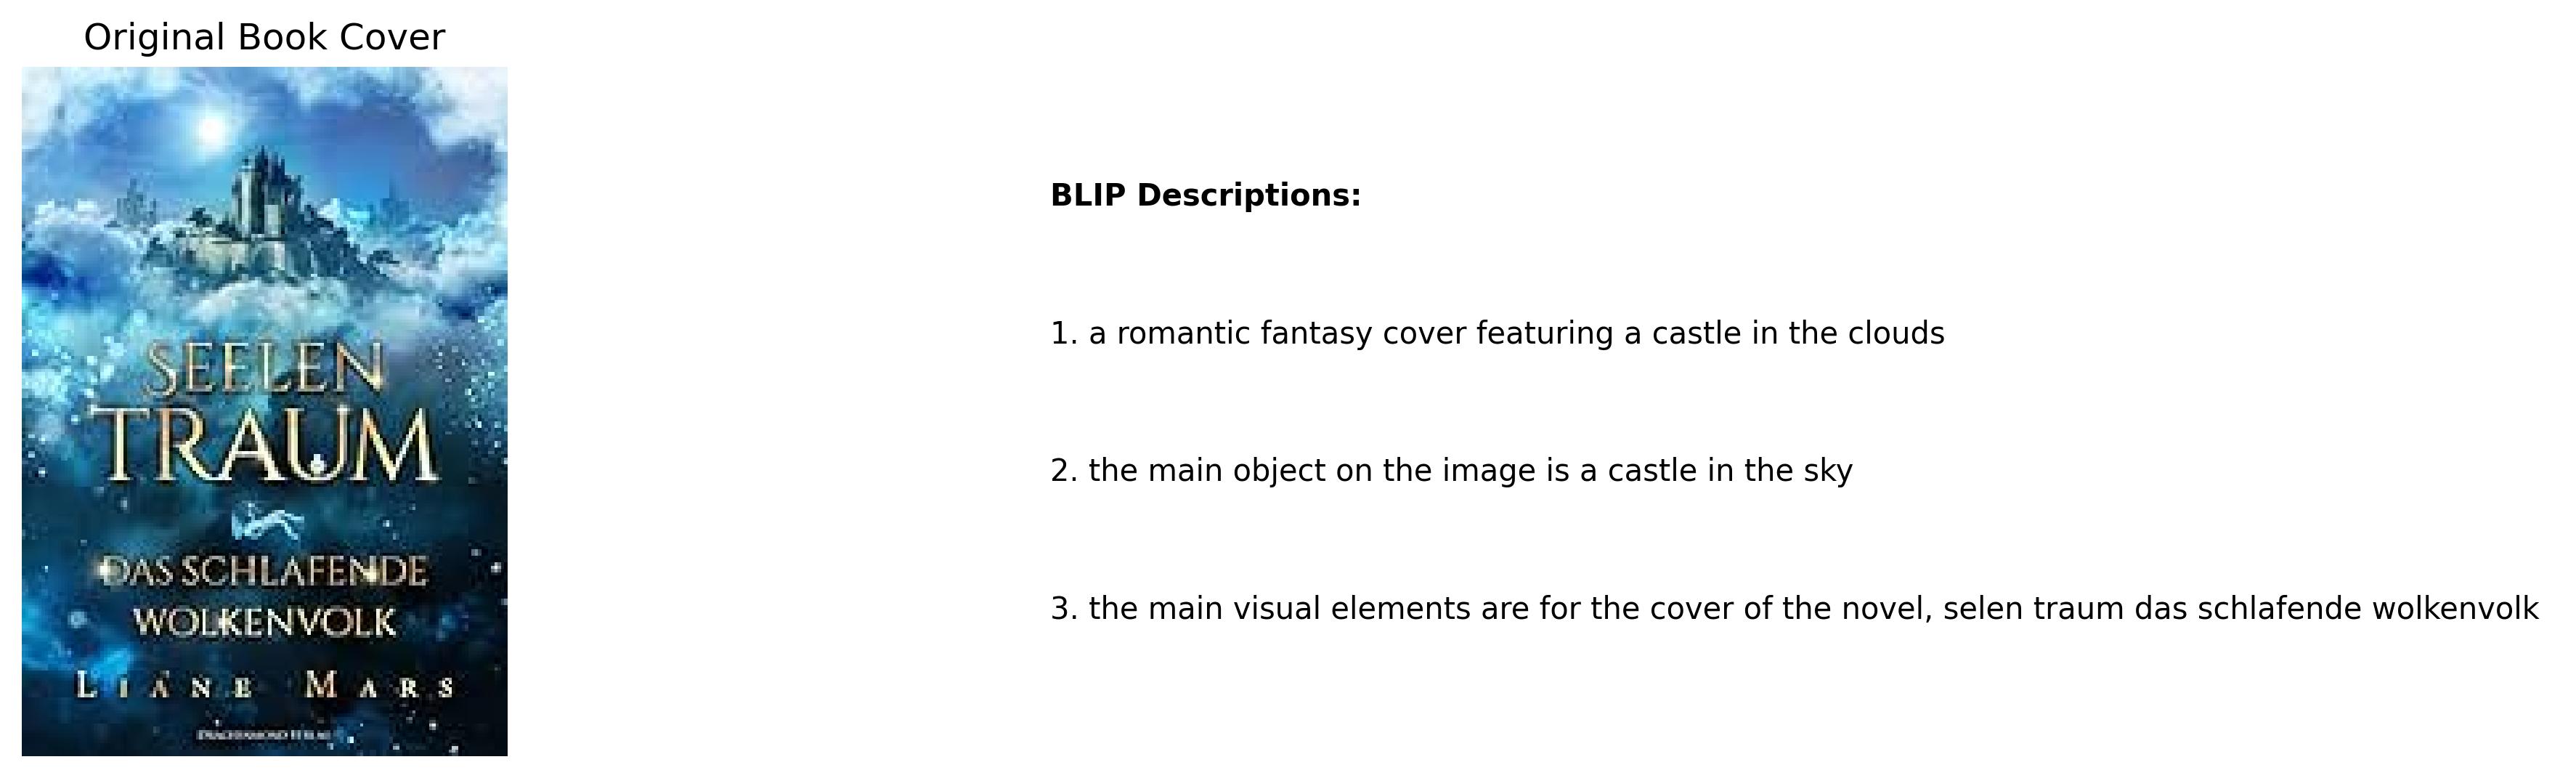 Original Book Cover
SEELEN
TRAUM
DAS SCHLAFENDE
WOLKENVOLK
LIANE MARS
DRACHENMOND VERLAG
BLIP Descriptions:
1. a romantic fantasy cover featuring a castle in the clouds
2. the main object on the image is a castle in the sky
3. the main visual elements are for the cover of the novel, selen traum das schlafende wolkenvolk